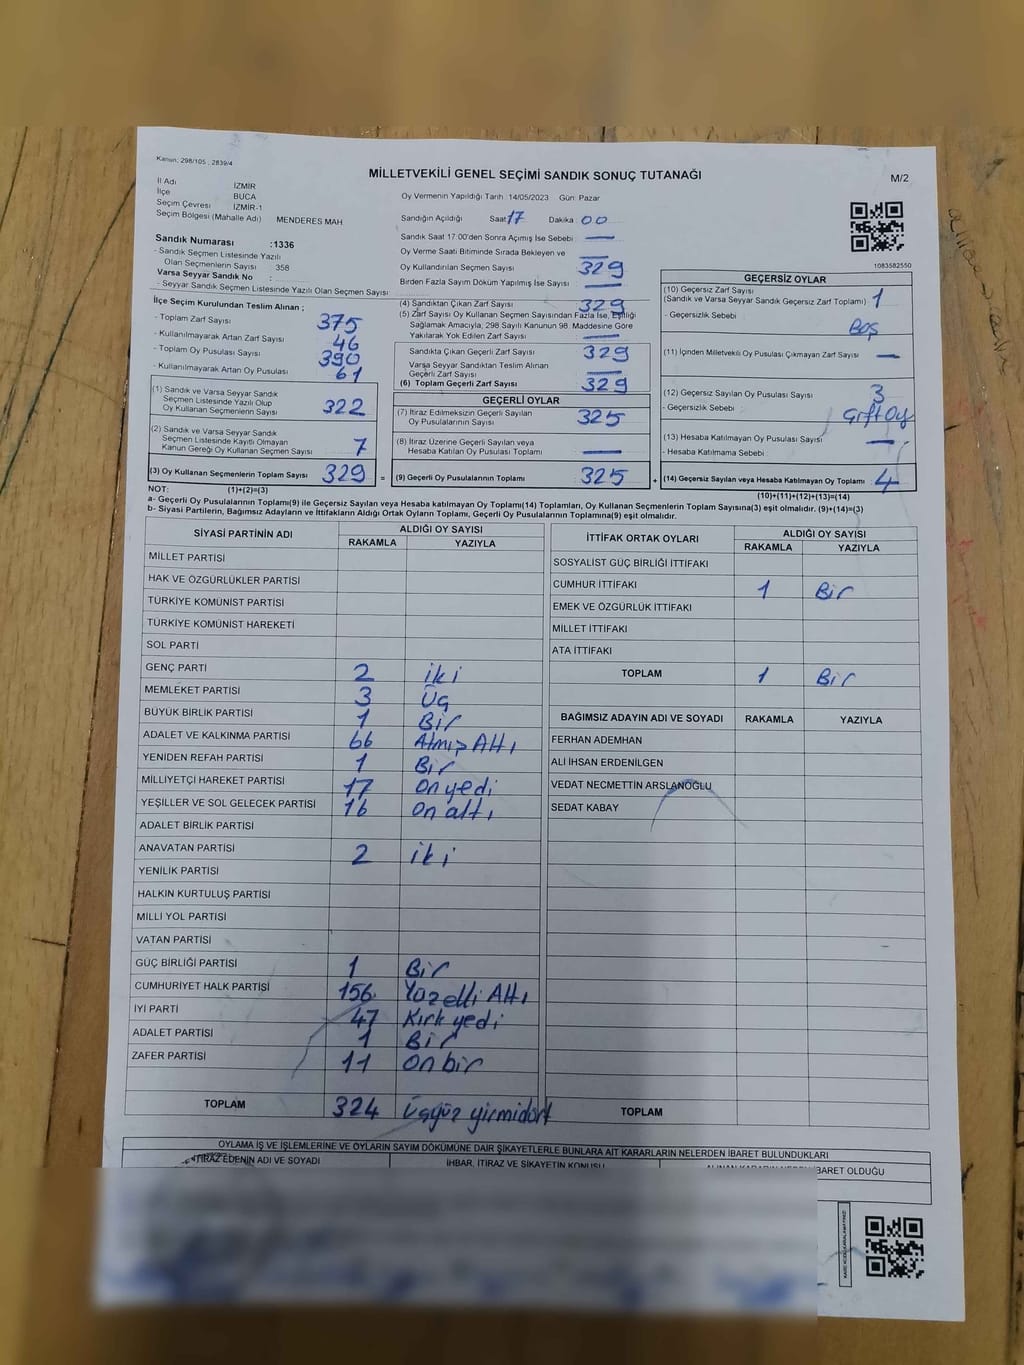 Kanun; 298/105 ; 2839/4
MİLLETVEKİLİ GENEL SEÇİMİ SANDIK SONUÇ TUTANAĞI
M/2
İl Adı İZMİR
İlçe BUCA
Seçim Çevresi İZMİR-1
Seçim Bölgesi (Mahalle Adı) MENDERES MAH
Sandık Numarası :1336
- Sandık Seçmen Listesinde Yazılı
Olan Seçmenlerin Sayısı 358
Varsa Seyyar Sandık No :
- Seyyar Sandık Seçmen Listesinde Yazılı Olan Seçmen Sayısı
İlçe Seçim Kurulundan Teslim Alınan ;
- Toplam Zarf Sayısı 375
- Kullanılmayarak Artan Zarf Sayısı 46
- Toplam Oy Pusulası Sayısı 390
- Kullanılmayarak Artan Oy Pusulası 61
(1) Sandık ve Varsa Seyyar Sandık
Seçmen Listesinde Yazılı Olup
Oy Kullanan Seçmenlerin Sayısı 322
(2) Sandık ve Varsa Seyyar Sandık
Seçmen Listesinde Kayıtlı Olmayan
Kanun Gereği Oy Kullanan Seçmen Sayısı 7
(3) Oy Kullanan Seçmenlerin Toplam Sayısı 329 =
Oy Vermenin Yapıldığı Tarih 14/05/2023 Gün: Pazar
Sandığın Açıldığı Saat 17 Dakika 00
Sandık Saat 17:00'den Sonra Açılmış İse Sebebi —
Oy Verme Saati Bitiminde Sırada Bekleyen ve
Oy Kullandırılan Seçmen Sayısı 329
Birden Fazla Sayım Döküm Yapılmış İse Sayısı —
(4) Sandıktan Çıkan Zarf Sayısı 329
(5) Zarf Sayısı Oy Kullanan Seçmen Sayısından Fazla İse, Eşitliği
Sağlamak Amacıyla, 298 Sayılı Kanunun 98. Maddesine Göre
Yakılarak Yok Edilen Zarf Sayısı —
Sandıkta Çıkan Geçerli Zarf Sayısı 329
Varsa Seyyar Sandıktan Teslim Alınan
Geçerli Zarf Sayısı —
(6) Toplam Geçerli Zarf Sayısı 329
GEÇERLİ OYLAR
(7) İtiraz Edilmeksizin Geçerli Sayılan
Oy Pusulalarının Sayısı 325
(8) İtiraz Üzerine Geçerli Sayılan veya
Hesaba Katılan Oy Pusulası Toplamı —
(9) Geçerli Oy Pusulalarının Toplamı 325 +
1083582550
GEÇERSİZ OYLAR
(10) Geçersiz Zarf Sayısı
(Sandık ve Varsa Seyyar Sandık Geçersiz Zarf Toplamı) 1
- Geçersizlik Sebebi
Boş
(11) İçinden Milletvekili Oy Pusulası Çıkmayan Zarf Sayısı —
(12) Geçersiz Sayılan Oy Pusulası Sayısı 3
- Geçersizlik Sebebi Çift Oy
(13) Hesaba Katılmayan Oy Pusulası Sayısı —
- Hesaba Katılmama Sebebi
(14) Geçersiz Sayılan veya Hesaba Katılmayan Oy Toplamı 4
NOT: (1)+(2)=(3)
(10)+(11)+(12)+(13)=(14)
a- Geçerli Oy Pusulalarının Toplamı(9) ile Geçersiz Sayılan veya Hesaba Katılmayan Oy Toplamı(14) Toplamları, Oy Kullanan Seçmenlerin Toplam Sayısına(3) eşit olmalıdır. (9)+(14)=(3)
b- Siyasi Partilerin, Bağımsız Adayların ve İttifakların Aldığı Ortak Oyların Toplamı, Geçerli Oy Pusulalarının Toplamına(9) eşit olmalıdır.
SİYASİ PARTİNİN ADI ALDIĞI OY SAYISI
RAKAMLA YAZIYLA
MİLLET PARTİSİ
HAK VE ÖZGÜRLÜKLER PARTİSİ
TÜRKİYE KOMÜNİST PARTİSİ
TÜRKİYE KOMÜNİST HAREKETİ
SOL PARTİ
GENÇ PARTİ 2 iki
MEMLEKET PARTİSİ 3 Üç
BÜYÜK BİRLİK PARTİSİ 1 Bir
ADALET VE KALKINMA PARTİSİ 66 Atmış Altı
YENİDEN REFAH PARTİSİ 1 Bir
MİLLİYETÇİ HAREKET PARTİSİ 17 On yedi
YEŞİLLER VE SOL GELECEK PARTİSİ 16 On altı
ADALET BİRLİK PARTİSİ
ANAVATAN PARTİSİ 2 iki
YENİLİK PARTİSİ
HALKIN KURTULUŞ PARTİSİ
MİLLİ YOL PARTİSİ
VATAN PARTİSİ
GÜÇ BİRLİĞİ PARTİSİ 1 Bir
CUMHURİYET HALK PARTİSİ 156 Yüzelli Altı
İYİ PARTİ 47 Kırk yedi
ADALET PARTİSİ 1 Bir
ZAFER PARTİSİ 11 On bir
TOPLAM 324 Üçyüz yirmidört
İTTİFAK ORTAK OYLARI ALDIĞI OY SAYISI
RAKAMLA YAZIYLA
SOSYALİST GÜÇ BİRLİĞİ İTTİFAKI
CUMHUR İTTİFAKI 1 Bir
EMEK VE ÖZGÜRLÜK İTTİFAKI
MİLLET İTTİFAKI
ATA İTTİFAKI
TOPLAM 1 Bir
BAĞIMSIZ ADAYIN ADI VE SOYADI RAKAMLA YAZIYLA
FERHAN ADEMHAN
ALİ İHSAN ERDENİLGEN
VEDAT NECMETTİN ARSLANOĞLU
SEDAT KABAY
TOPLAM
OYLAMA İŞ VE İŞLEMLERİNE VE OYLARIN SAYIM DÖKÜMÜNE DAİR ŞİKAYETLERLE BUNLARA AİT KARARLARIN NELERDEN İBARET BULUNDUKLARI
İTİRAZ EDENİN ADI VE SOYADI İHBAR, İTİRAZ VE ŞİKAYETİN KONUSU ALINAN KARARIN NEDEN İBARET OLDUĞU